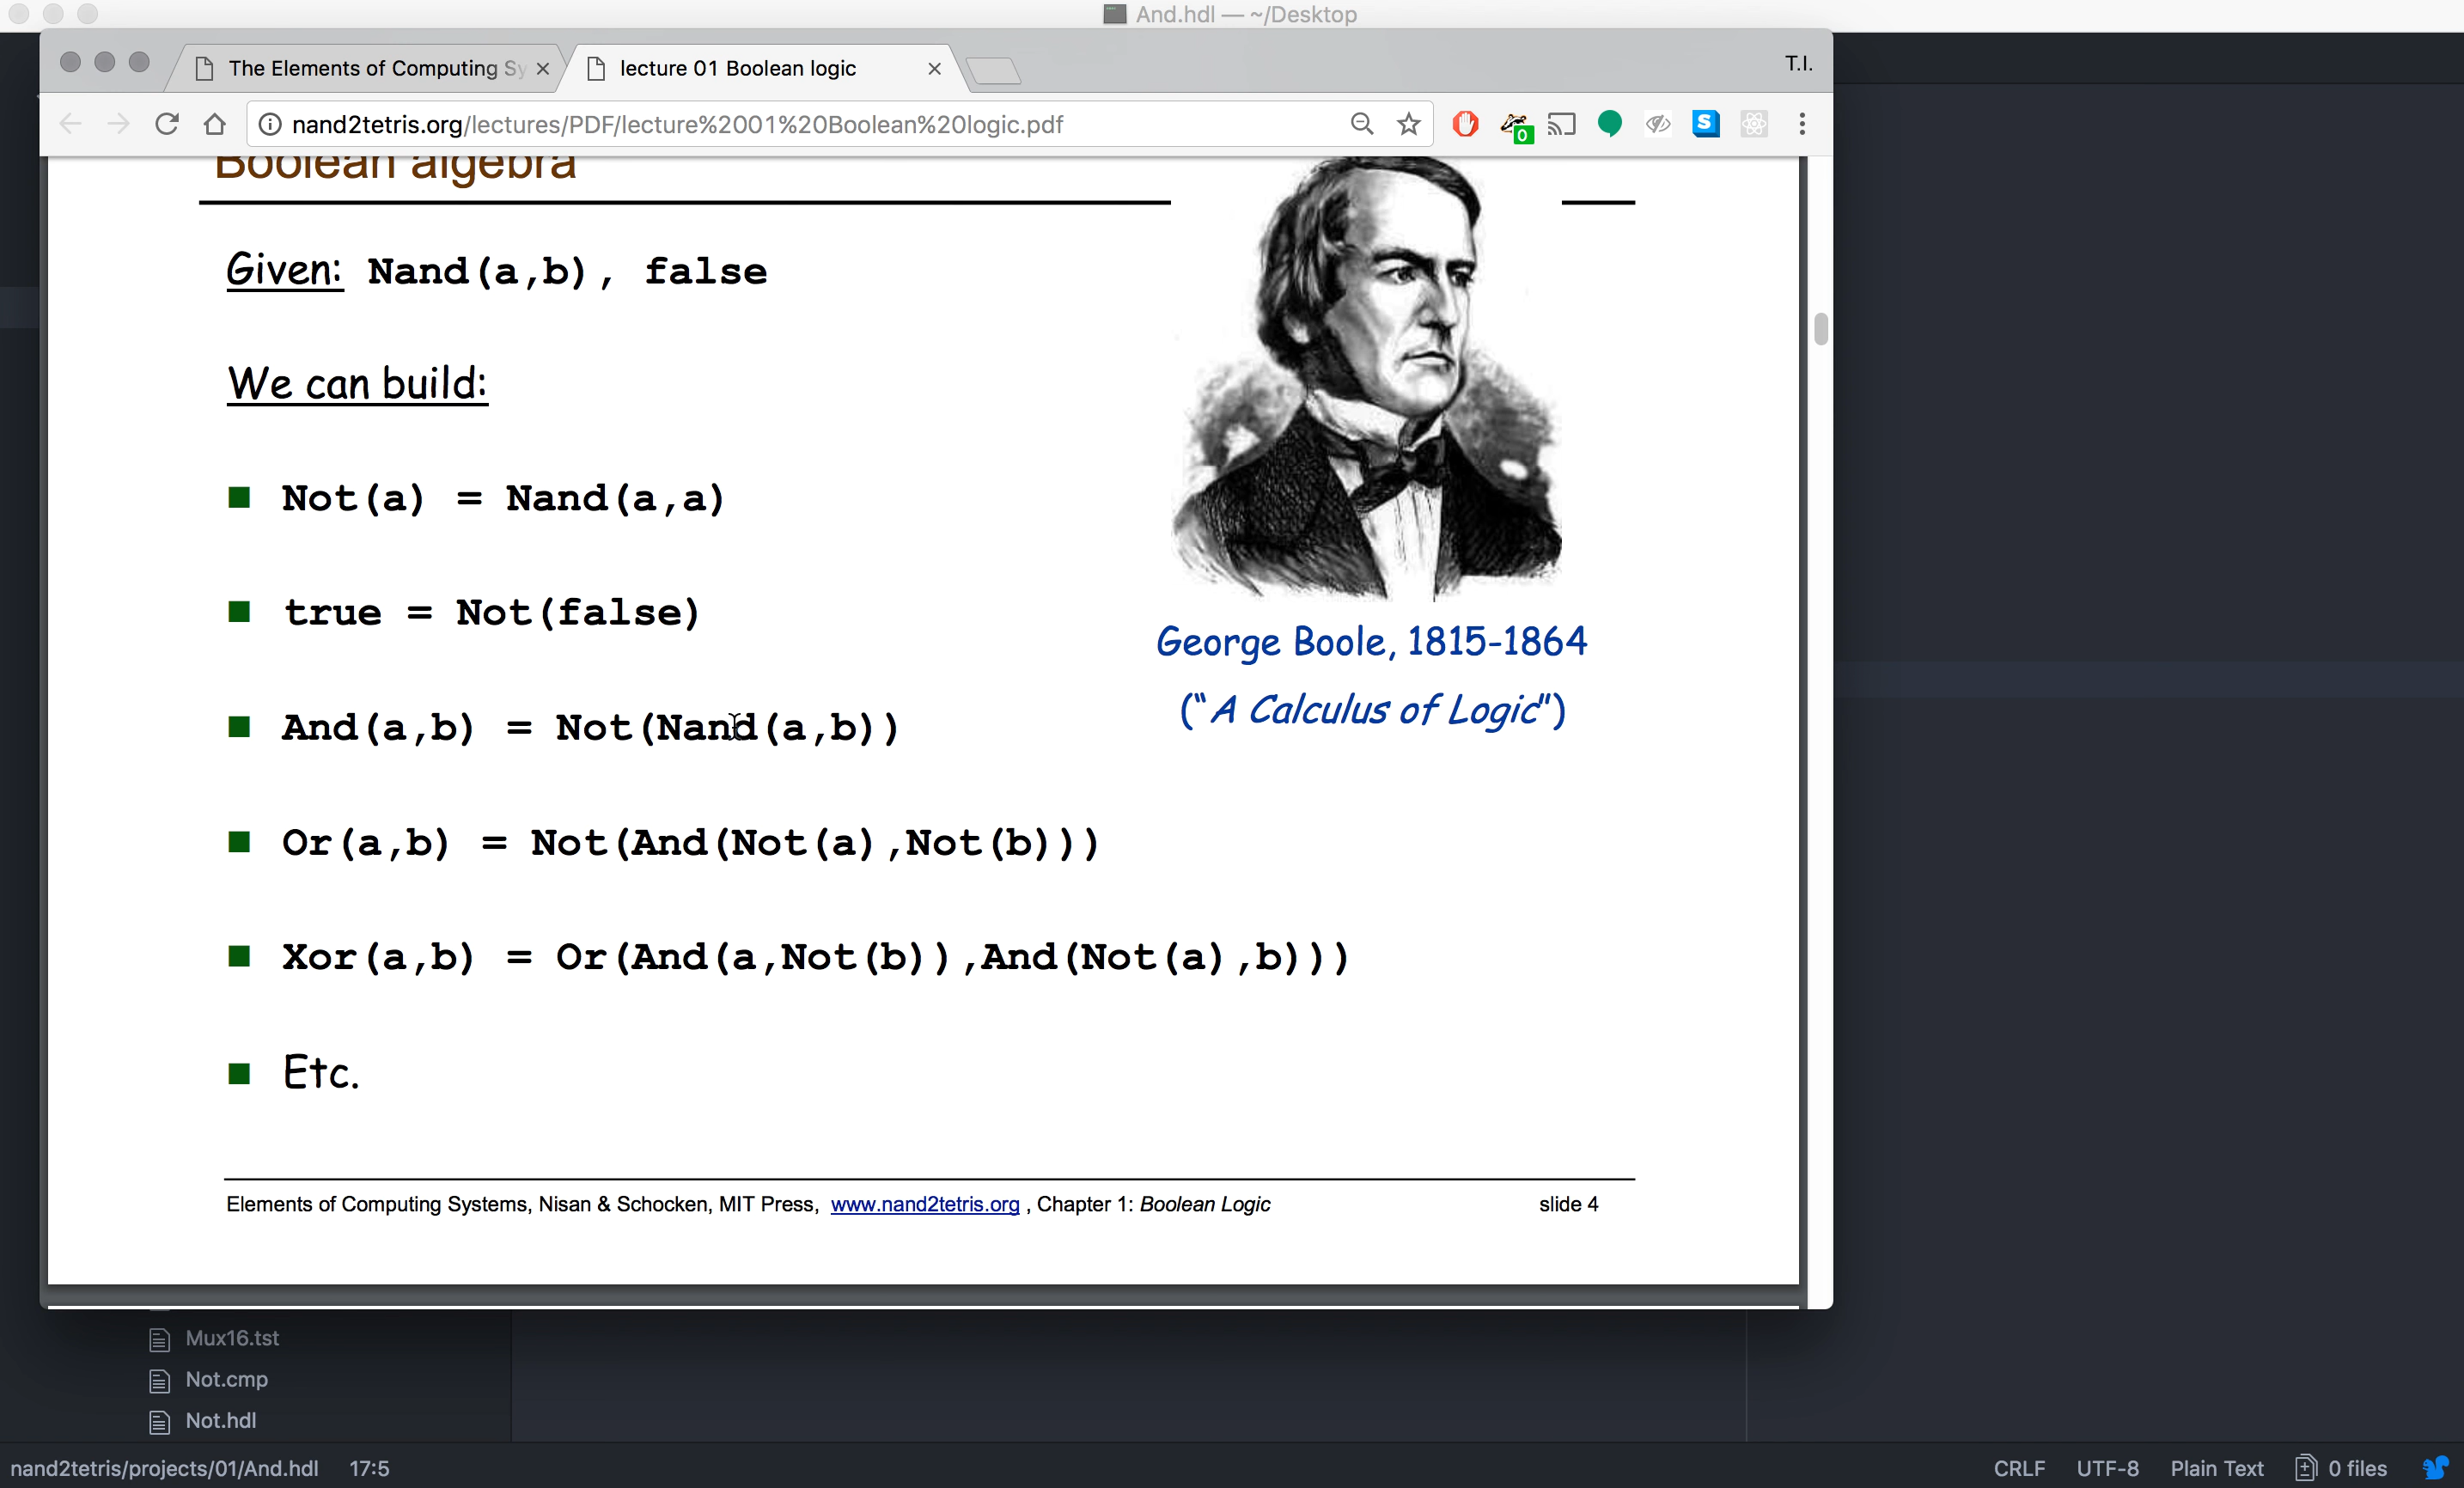 And.hdl — ~/Desktop
The Elements of Computing Sy
lecture 01 Boolean logic
T.I.
nand2tetris.org/lectures/PDF/lecture%2001%20Boolean%20logic.pdf
S
0
Boolean algebra
Given: Nand(a,b), false
We can build:
Not(a) = Nand(a,a)
true = Not(false)
And(a,b) = Not(Nand(a,b))
Or(a,b) = Not(And(Not(a),Not(b)))
Xor(a,b) = Or(And(a,Not(b)),And(Not(a),b)))
Etc.
George Boole, 1815-1864
("A Calculus of Logic")
Elements of Computing Systems, Nisan & Schocken, MIT Press, www.nand2tetris.org , Chapter 1: Boolean Logic slide 4
Mux16.tst
Not.cmp
Not.hdl
nand2tetris/projects/01/And.hdl 17:5 CRLF UTF-8 Plain Text 0 files